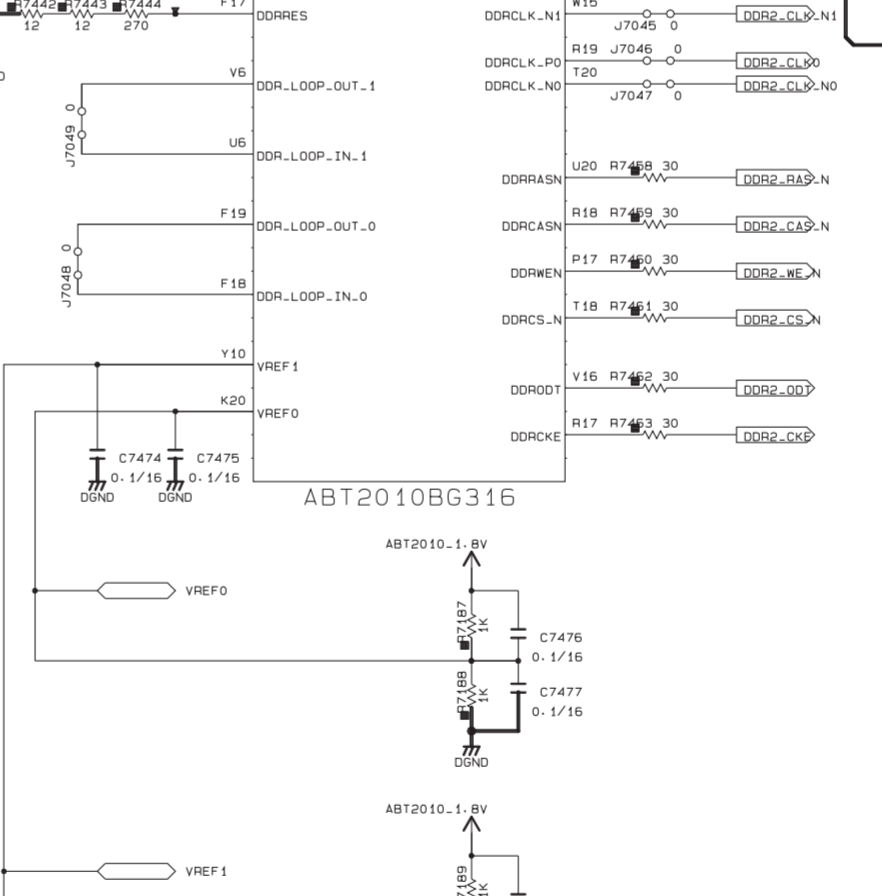 R7442 R7443 R7444 F17 DDRRES DDRCLK_N1 W15 DDR2_CLK_N1
12 12 270 J7045 0
R19 J7046 0
DDRCLK_P0 DDR2_CLK0
V6 DDR_LOOP_OUT_1 DDRCLK_N0 T20 DDR2_CLK_N0
J7047 0
J7049 0
U6 DDR_LOOP_IN_1
U20 R7458 30
DDRRASN DDR2_RAS_N
F19 R18 R7459 30
DDR_LOOP_OUT_0 DDRCASN DDR2_CAS_N
J7048 0
P17 R7460 30
DDRWEN DDR2_WE_N
F18 DDR_LOOP_IN_0
T18 R7461 30
DDRCS_N DDR2_CS_N
Y10 VREF1
V16 R7462 30
DDRODT DDR2_ODT
K20 VREF0
R17 R7463 30
DDRCKE DDR2_CKE
C7474 C7475
0.1/16 0.1/16
DGND DGND
ABT2010BG316
ABT2010_1.8V
VREF0
R7187 1K
C7476
0.1/16
R7188 1K
C7477
0.1/16
DGND
ABT2010_1.8V
VREF1
7189 1K